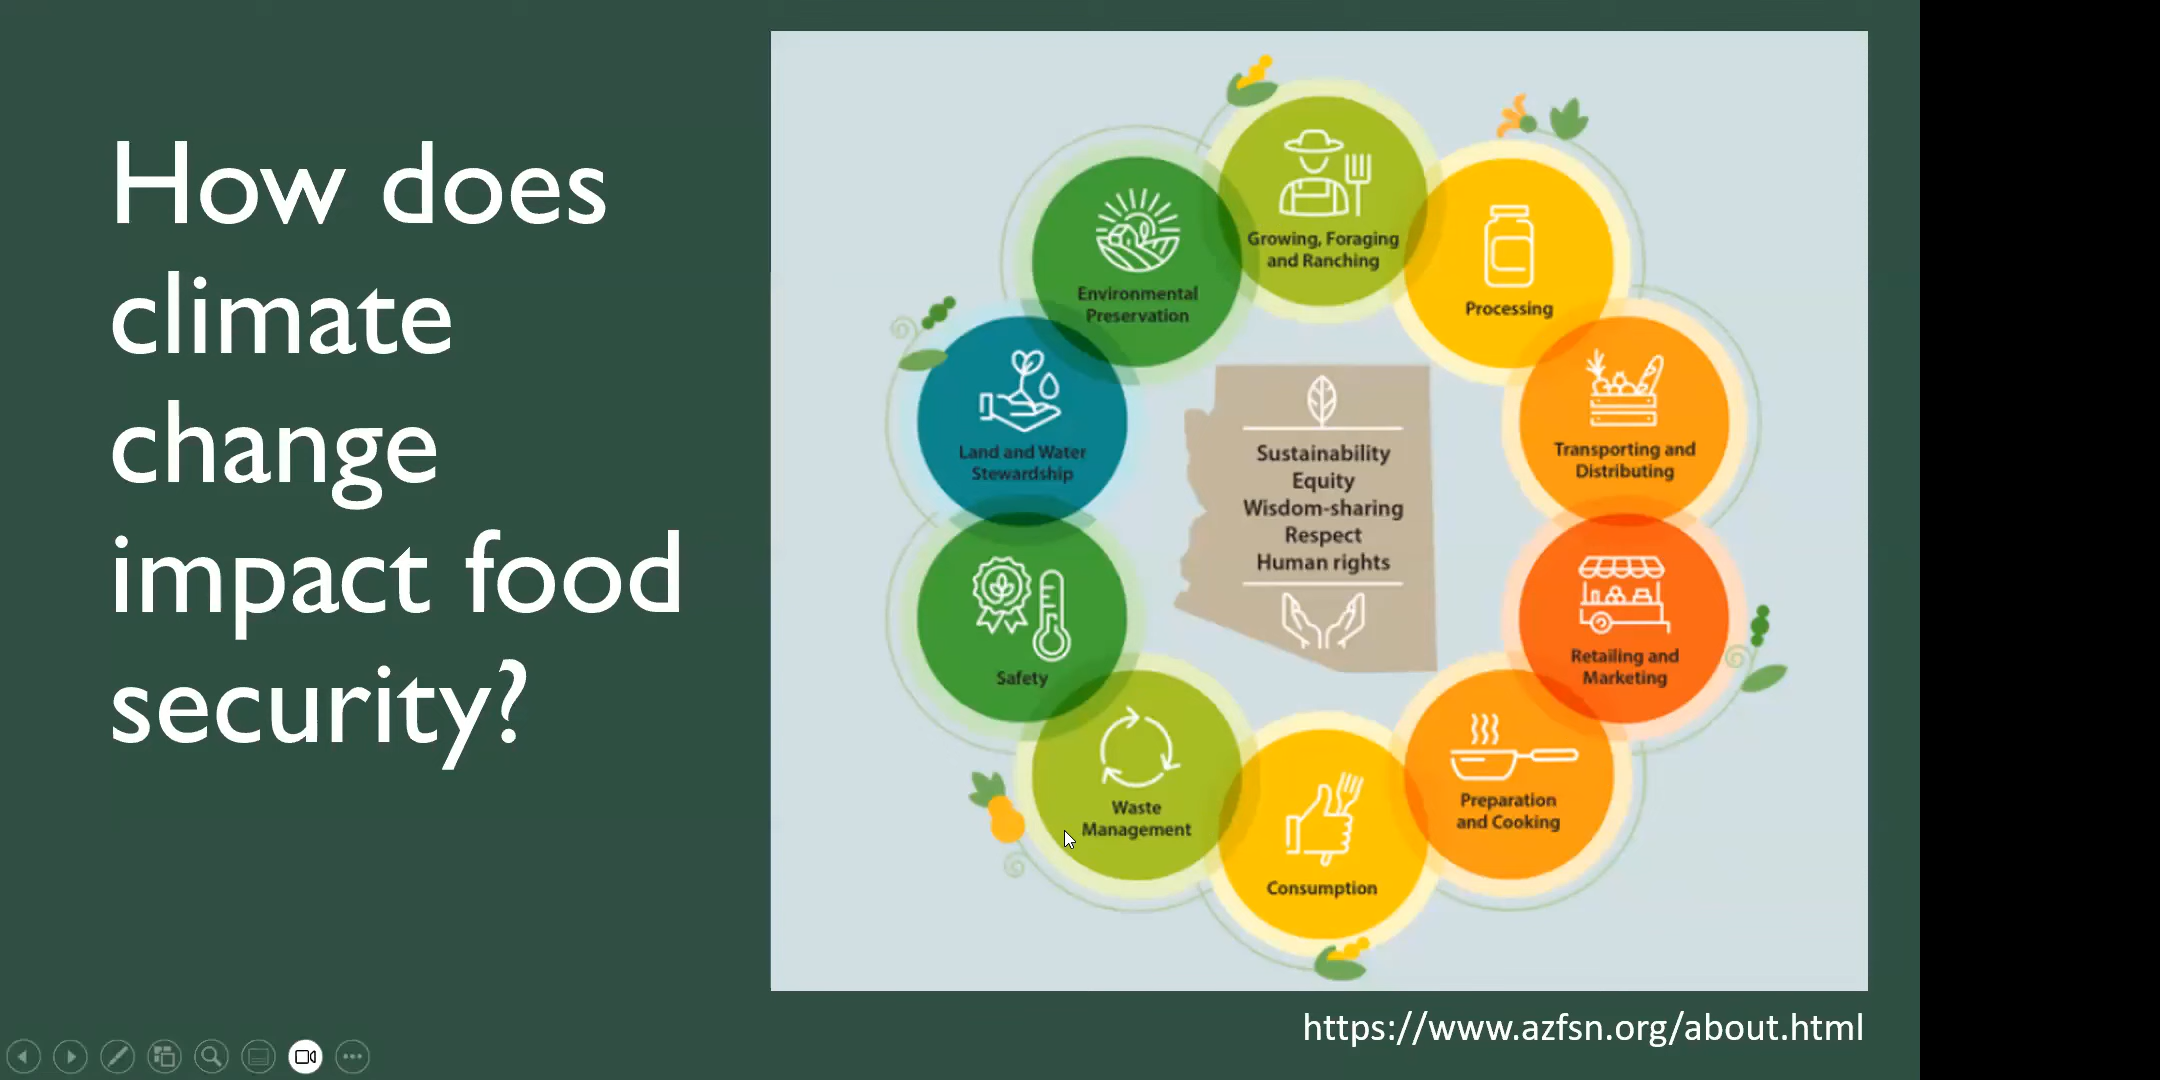 How does
climate
change
impact food
security?
Growing, Foraging
and Ranching
Processing
Transporting and
Distributing
Retailing and
Marketing
Preparation
and Cooking
Consumption
Waste
Management
Safety
Land and Water
Stewardship
Environmental
Preservation
Sustainability
Equity
Wisdom-sharing
Respect
Human rights
https://www.azfsn.org/about.html